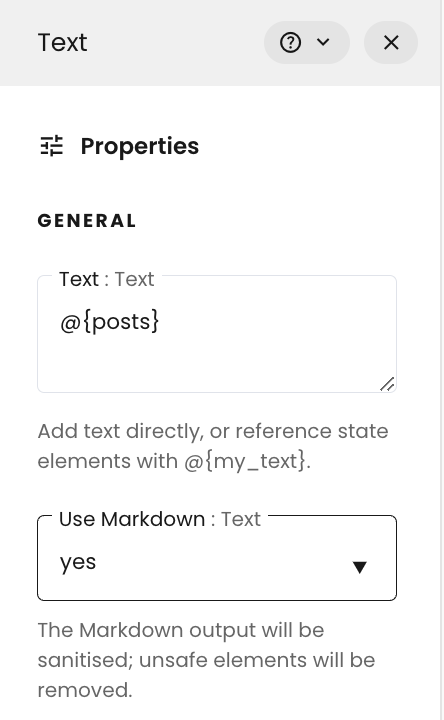 Text
Properties
GENERAL
Text : Text
@{posts}
Add text directly, or reference state
elements with @{my_text}.
Use Markdown : Text
yes
The Markdown output will be
sanitised; unsafe elements will be
removed.